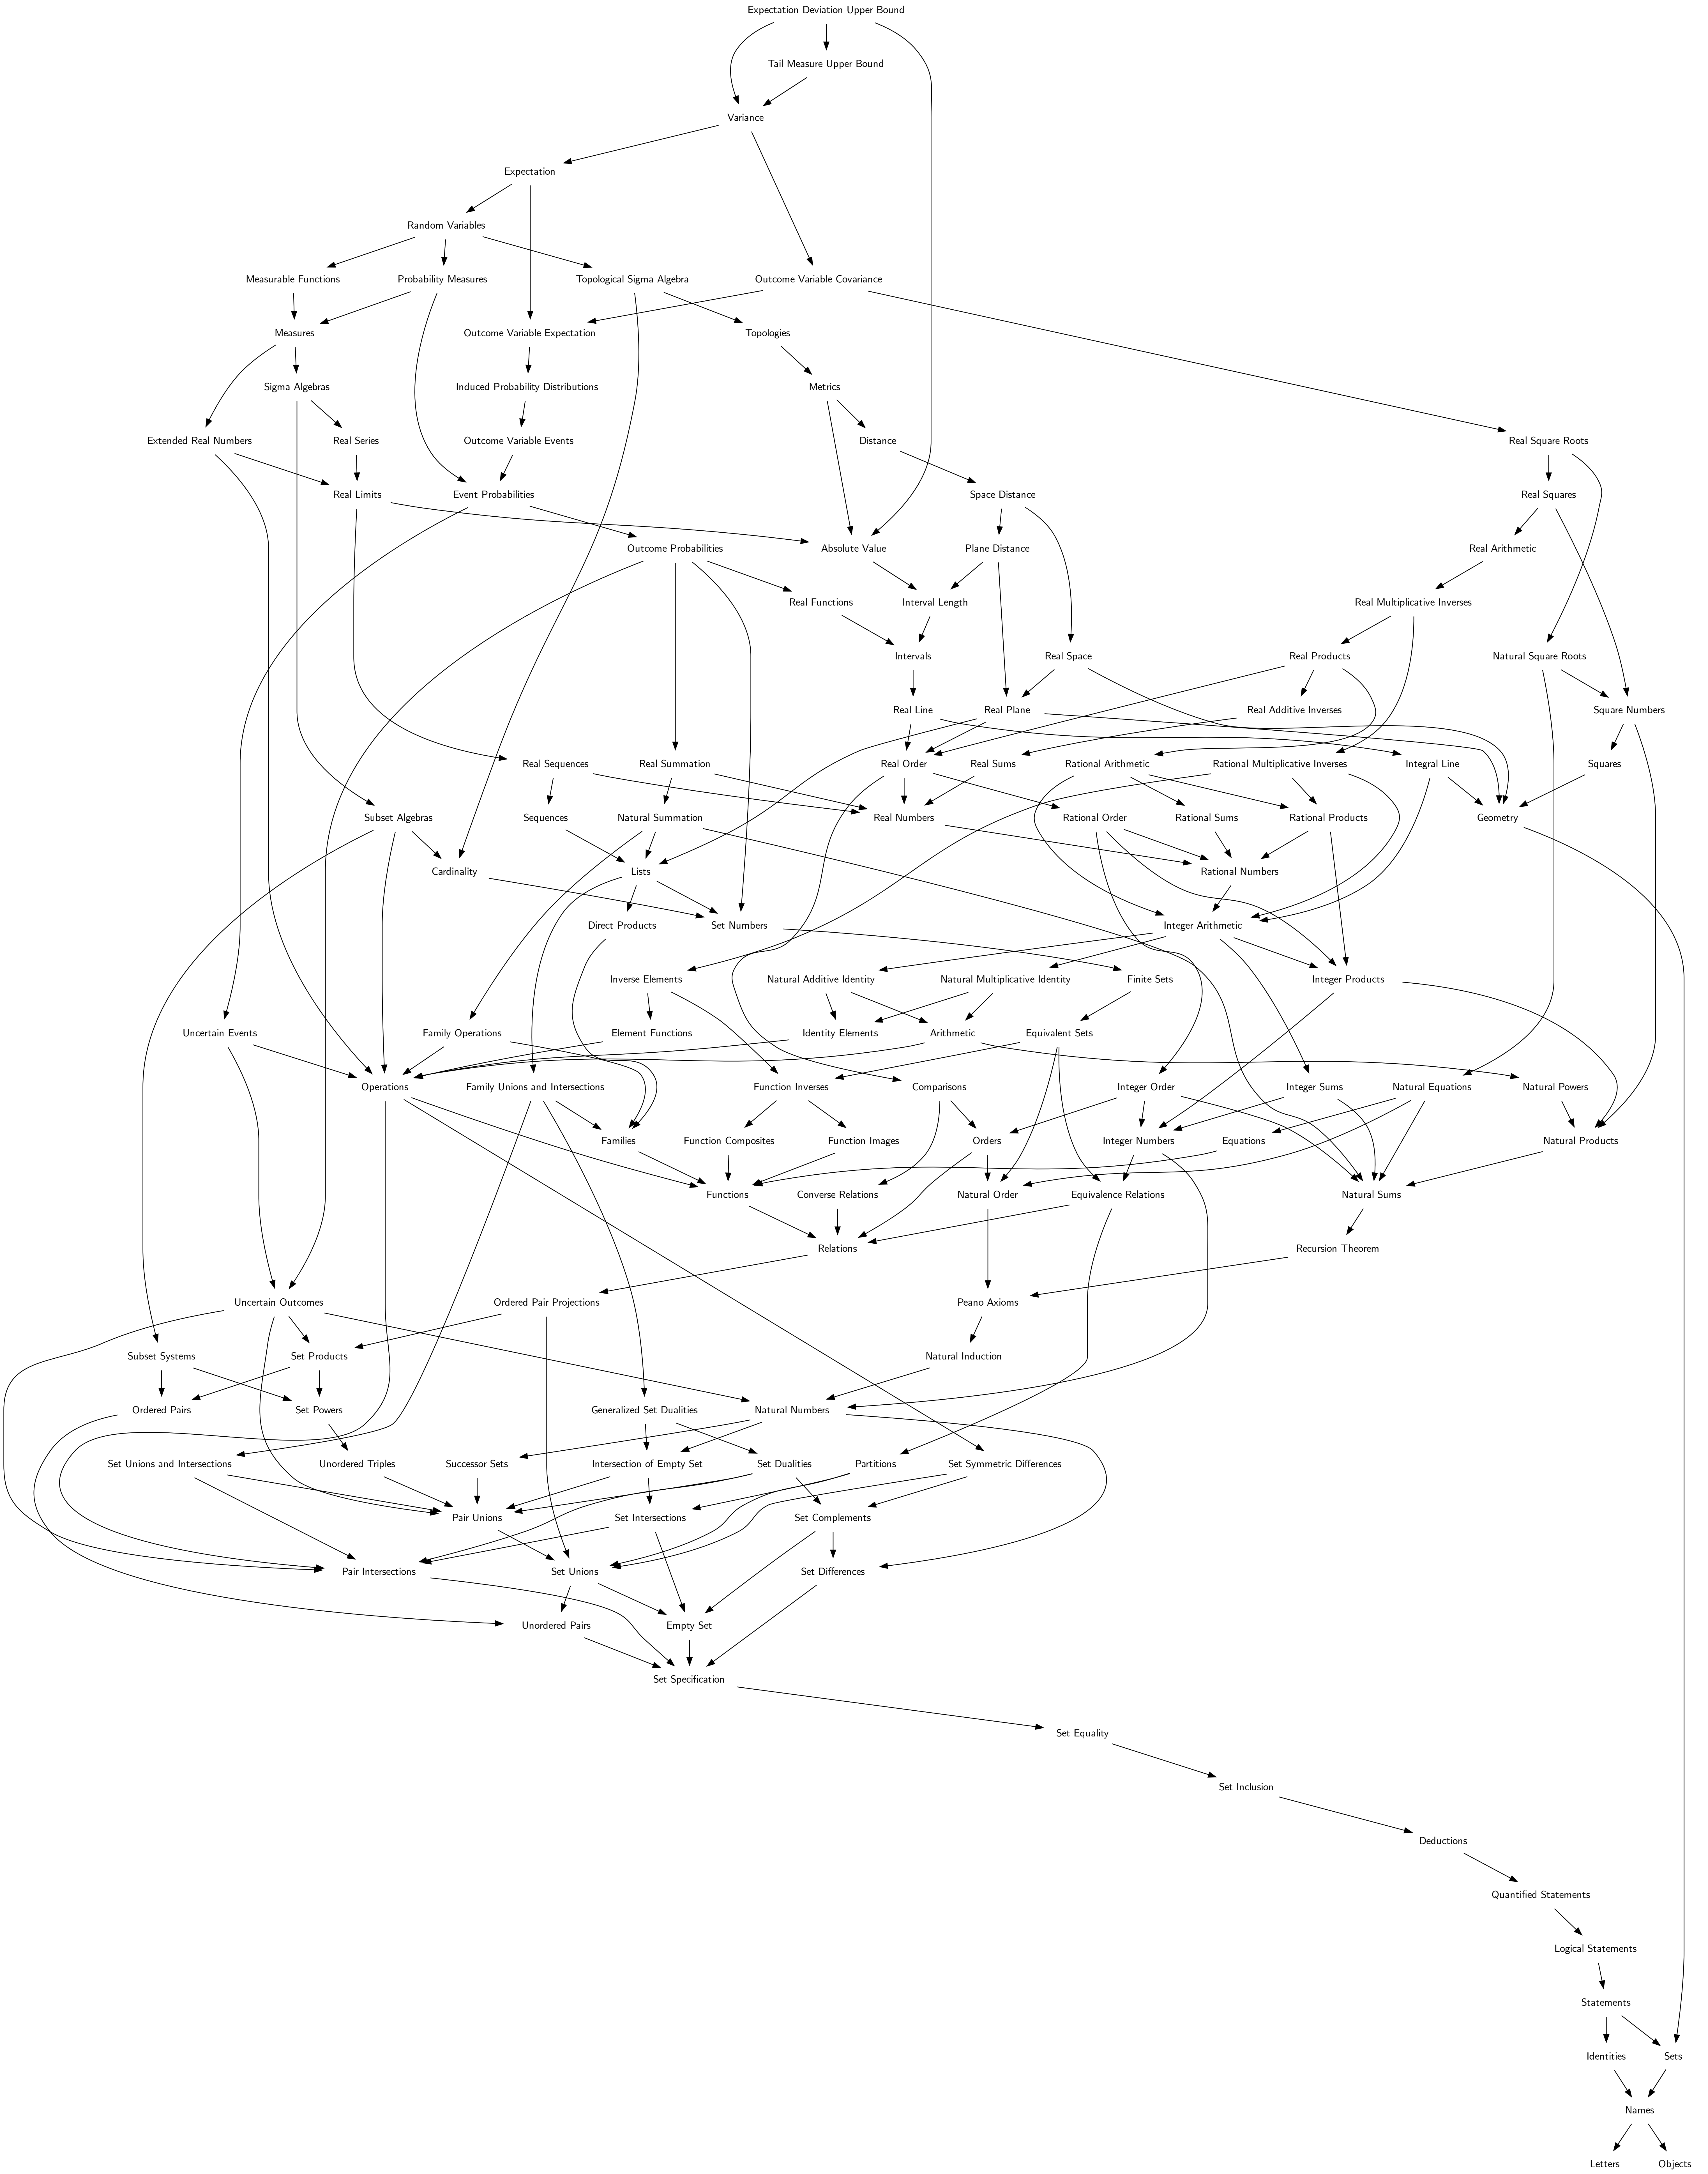 Expectation Deviation Upper Bound
Tail Measure Upper Bound
Variance
Expectation
Random Variables
Measurable Functions
Probability Measures
Topological Sigma Algebra
Outcome Variable Covariance
Measures
Outcome Variable Expectation
Topologies
Sigma Algebras
Induced Probability Distributions
Metrics
Extended Real Numbers
Real Series
Outcome Variable Events
Distance
Real Square Roots
Real Limits
Event Probabilities
Space Distance
Real Squares
Outcome Probabilities
Absolute Value
Plane Distance
Real Arithmetic
Real Functions
Interval Length
Real Multiplicative Inverses
Intervals
Real Space
Real Products
Natural Square Roots
Real Line
Real Plane
Real Additive Inverses
Square Numbers
Real Sequences
Real Summation
Real Order
Real Sums
Rational Arithmetic
Rational Multiplicative Inverses
Integral Line
Squares
Subset Algebras
Sequences
Natural Summation
Real Numbers
Rational Order
Rational Sums
Rational Products
Geometry
Cardinality
Lists
Rational Numbers
Direct Products
Set Numbers
Integer Arithmetic
Inverse Elements
Natural Additive Identity
Natural Multiplicative Identity
Finite Sets
Integer Products
Uncertain Events
Family Operations
Element Functions
Identity Elements
Arithmetic
Equivalent Sets
Operations
Family Unions and Intersections
Function Inverses
Comparisons
Integer Order
Integer Sums
Natural Equations
Natural Powers
Families
Function Composites
Function Images
Orders
Integer Numbers
Equations
Natural Products
Functions
Converse Relations
Natural Order
Equivalence Relations
Natural Sums
Relations
Recursion Theorem
Uncertain Outcomes
Ordered Pair Projections
Peano Axioms
Subset Systems
Set Products
Natural Induction
Ordered Pairs
Set Powers
Generalized Set Dualities
Natural Numbers
Set Unions and Intersections
Unordered Triples
Successor Sets
Intersection of Empty Set
Set Dualities
Partitions
Set Symmetric Differences
Pair Unions
Set Intersections
Set Complements
Pair Intersections
Set Unions
Set Differences
Unordered Pairs
Empty Set
Set Specification
Set Equality
Set Inclusion
Deductions
Quantified Statements
Logical Statements
Statements
Identities
Sets
Names
Letters
Objects